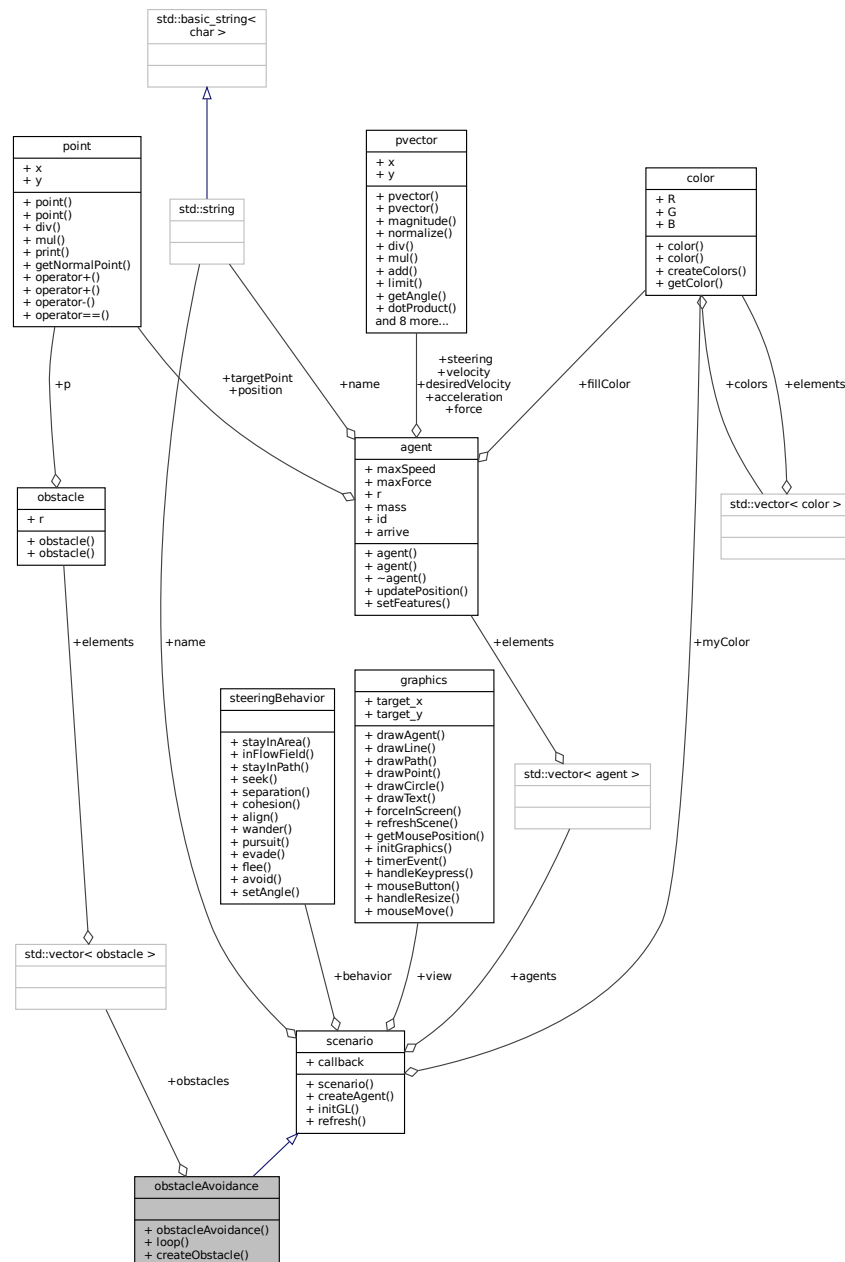 std::basic_string<
char >
point
+ x
+ y
+ point()
+ point()
+ div()
+ mul()
+ print()
+ getNormalPoint()
+ operator+()
+ operator+()
+ operator-()
+ operator==()
std::string
pvector
+ x
+ y
+ pvector()
+ pvector()
+ magnitude()
+ normalize()
+ div()
+ mul()
+ add()
+ limit()
+ getAngle()
+ dotProduct()
and 8 more...
color
+ R
+ G
+ B
+ color()
+ color()
+ createColors()
+ getColor()
+p
+targetPoint
+position
+name
+steering
+velocity
+desiredVelocity
+acceleration
+force
+fillColor
+colors
+elements
obstacle
+ r
+ obstacle()
+ obstacle()
agent
+ maxSpeed
+ maxForce
+ r
+ mass
+ id
+ arrive
+ agent()
+ agent()
+ ~agent()
+ updatePosition()
+ setFeatures()
std::vector< color >
+elements
+name
+elements
+myColor
steeringBehavior
+ stayInArea()
+ inFlowField()
+ stayInPath()
+ seek()
+ separation()
+ cohesion()
+ align()
+ wander()
+ pursuit()
+ evade()
+ flee()
+ avoid()
+ setAngle()
graphics
+ target_x
+ target_y
+ drawAgent()
+ drawLine()
+ drawPath()
+ drawPoint()
+ drawCircle()
+ drawText()
+ forceInScreen()
+ refreshScene()
+ getMousePosition()
+ initGraphics()
+ timerEvent()
+ handleKeypress()
+ mouseButton()
+ handleResize()
+ mouseMove()
std::vector< agent >
std::vector< obstacle >
+behavior
+view
+agents
scenario
+ callback
+ scenario()
+ createAgent()
+ initGL()
+ refresh()
+obstacles
obstacleAvoidance
+ obstacleAvoidance()
+ loop()
+ createObstacle()